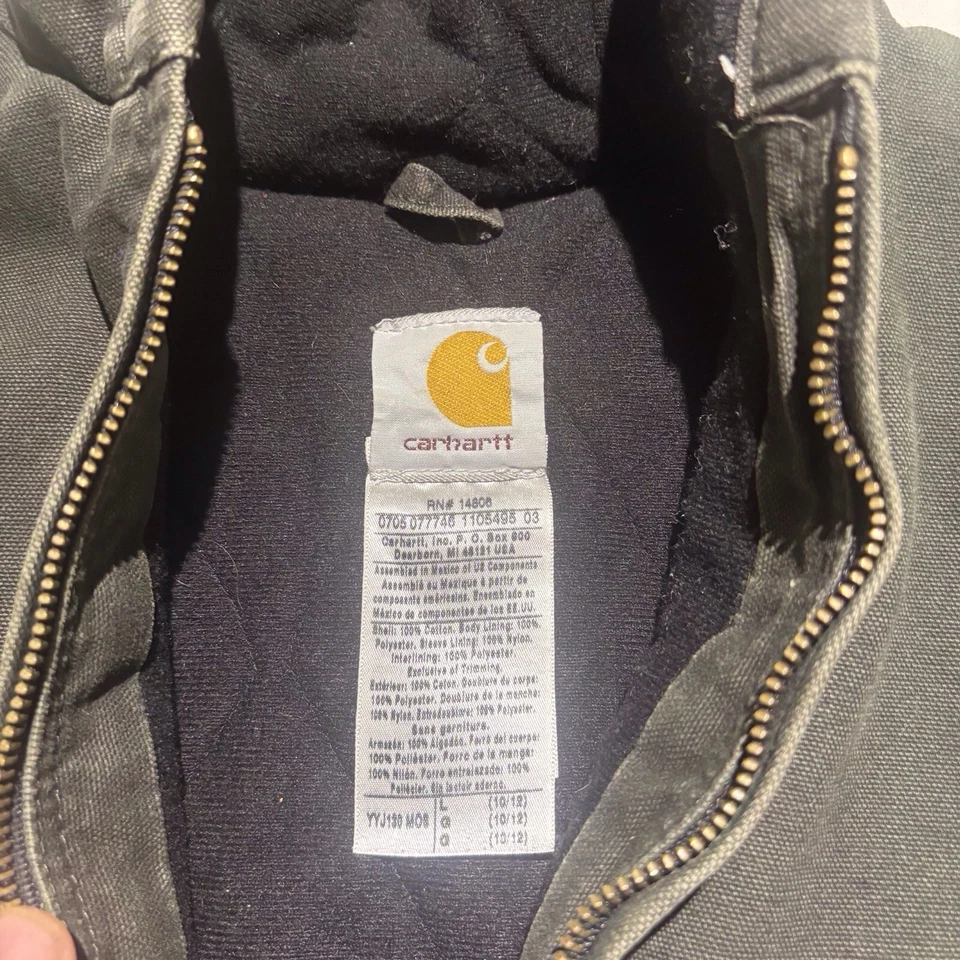 carhartt
RN# 14806
0705 077746 1105495 03
Carhartt, Inc. P.O. Box 600
Dearborn, MI 48121 USA
Assembled in Mexico of US Components
Assemblé au Mexique à partir de
composants américains. Ensamblado en
México de componentes de los EE.UU.
Shell: 100% Cotton. Body Lining: 100%
Polyester. Sleeve Lining: 100% Nylon.
Interlining: 100% Polyester.
Exclusive of Trimming.
Extérieur: 100% Coton. Doublure du corps:
100% Polyester. Doublure de la manche:
100% Nylon. Entredoublure: 100% Polyester.
Sans garniture.
Armazón: 100% Algodón. Forro del cuerpo:
100% Poliéster. Forro de la manga:
100% Nilón. Forro entrelazado: 100%
Poliéster. Sin incluir adorno.
YYJ130 MOS L (10/12)
G (10/12)
G (10/12)